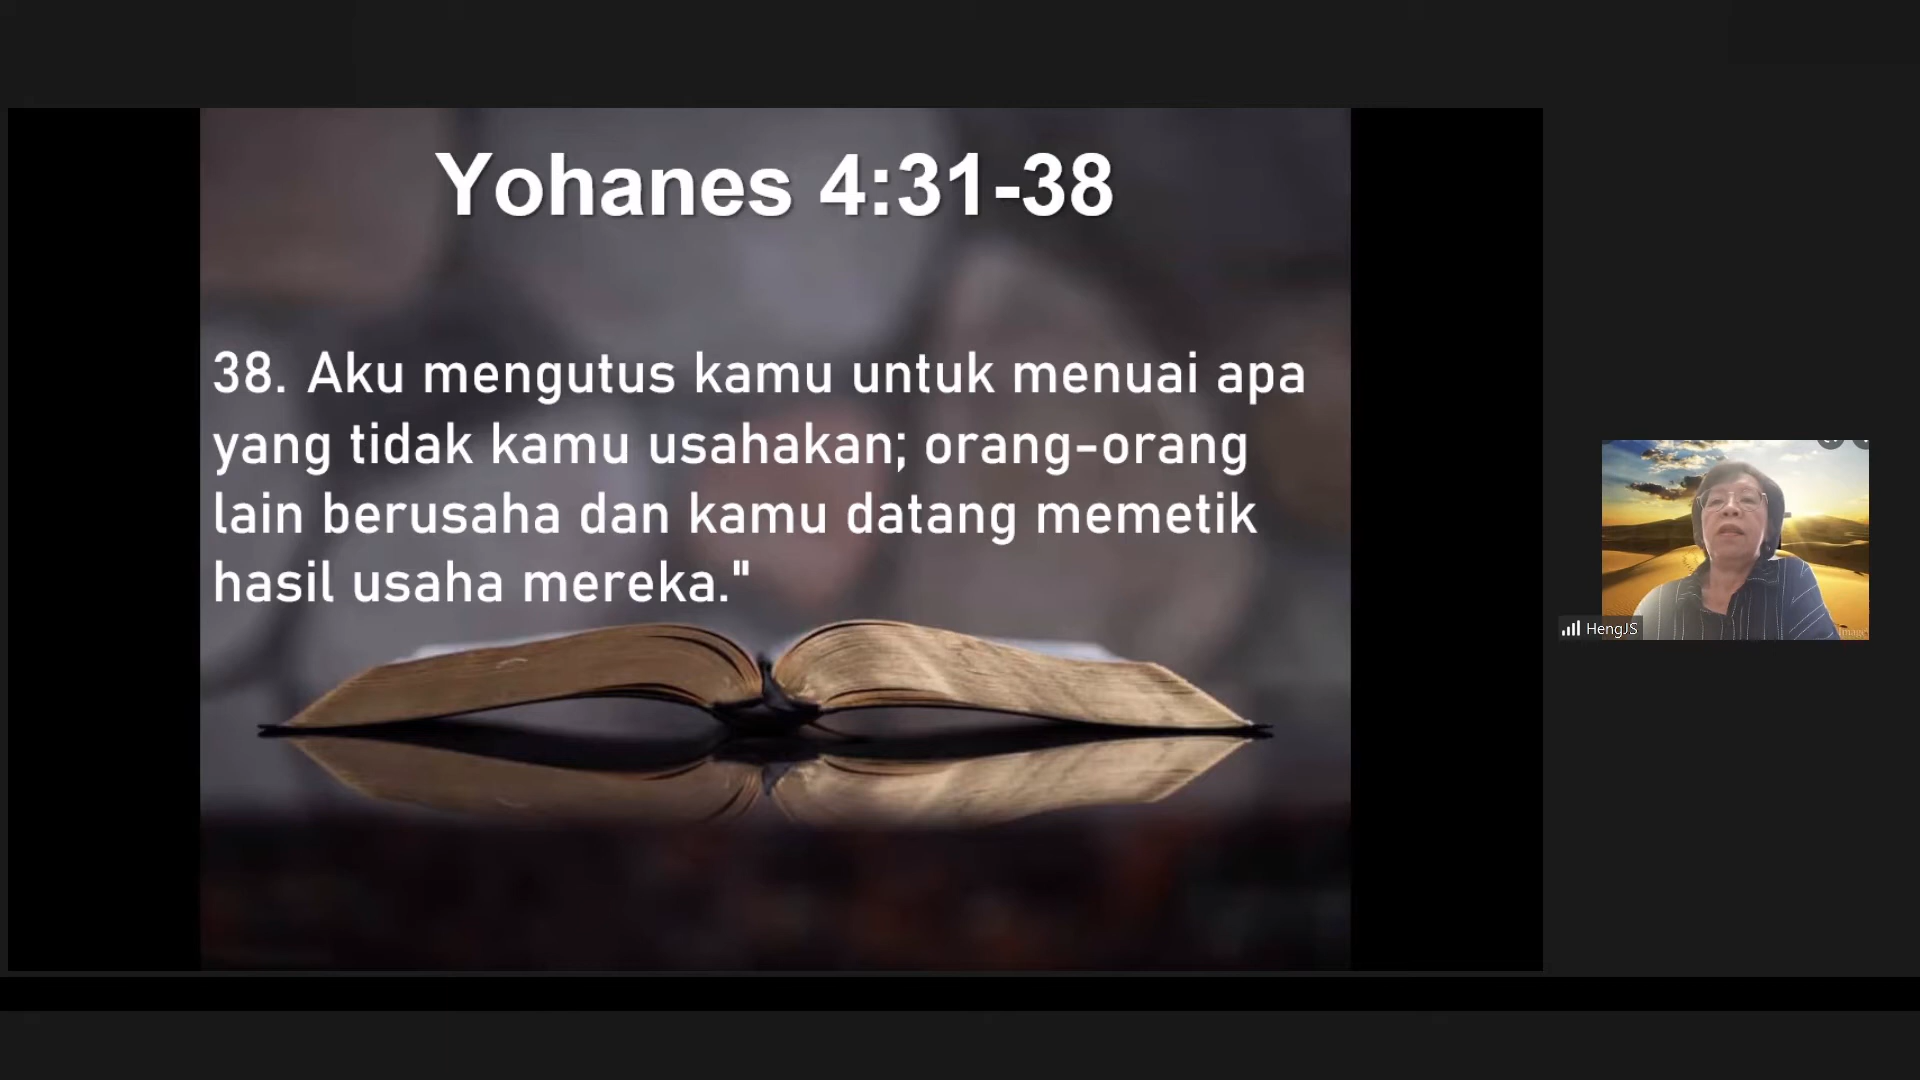 Yohanes 4:31-38
38. Aku mengutus kamu untuk menuai apa
yang tidak kamu usahakan; orang-orang
lain berusaha dan kamu datang memetik
hasil usaha mereka."
HengJS